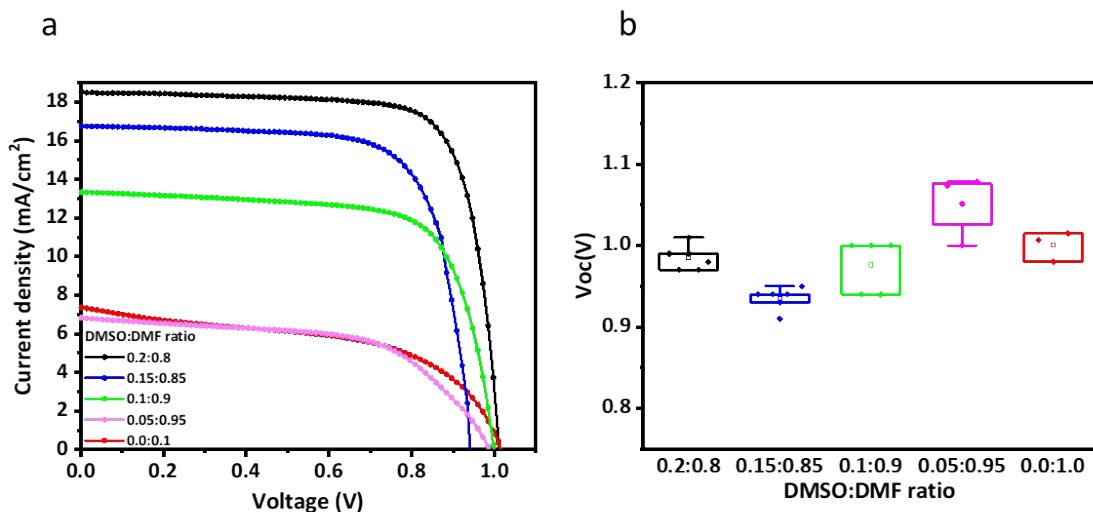 a
b
Current density (mA/cm²)
20
18
16
14
12
10
8
6
4
2
0
DMSO:DMF ratio
0.2:0.8
0.15:0.85
0.1:0.9
0.05:0.95
0.0:0.1
0.0 0.2 0.4 0.6 0.8 1.0
Voltage (V)
Voc(V)
1.2
1.1
1.0
0.9
0.8
0.2:0.8 0.15:0.85 0.1:0.9 0.05:0.95 0.0:1.0
DMSO:DMF ratio